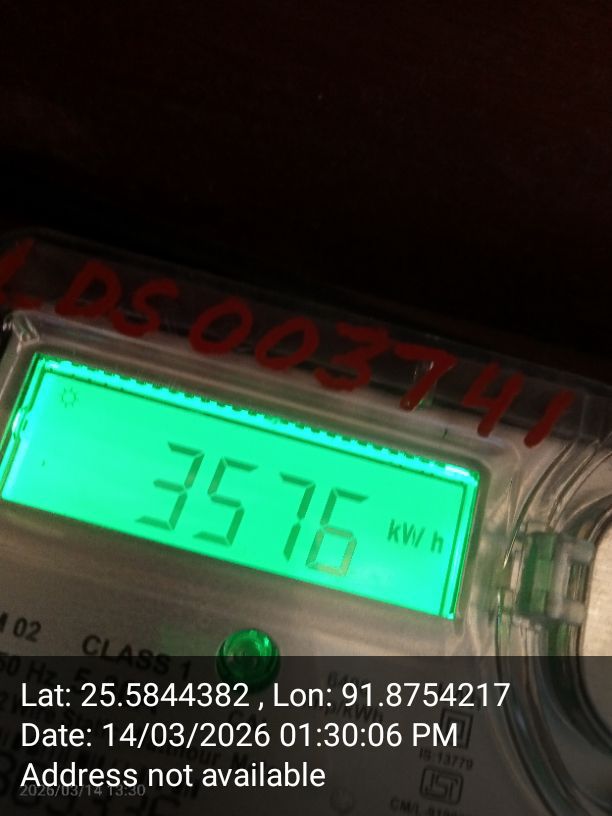 LDS003741
3576 kWh
02
CLASS 1
50 Hz
IS 13779
Lat: 25.5844382 , Lon: 91.8754217
Date: 14/03/2026 01:30:06 PM
Address not available
2026/03/14 13:30